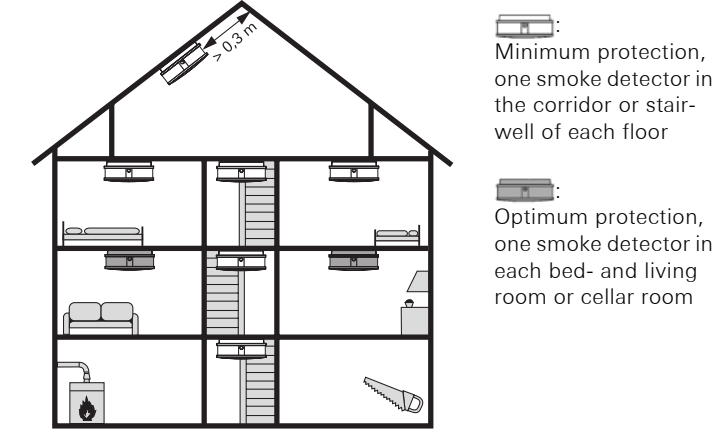 > 0,3 m
:
Minimum protection,
one smoke detector in
the corridor or stair-
well of each floor
:
Optimum protection,
one smoke detector in
each bed- and living
room or cellar room